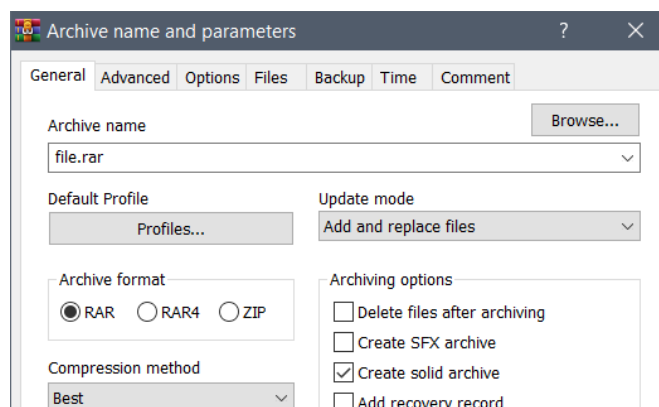 Archive name and parameters
General Advanced Options Files Backup Time Comment
Archive name
Browse...
file.rar
Default Profile
Update mode
Profiles...
Add and replace files
Archive format
Archiving options
RAR RAR4 ZIP
Delete files after archiving
Create SFX archive
Compression method
Create solid archive
Best
Add recovery record